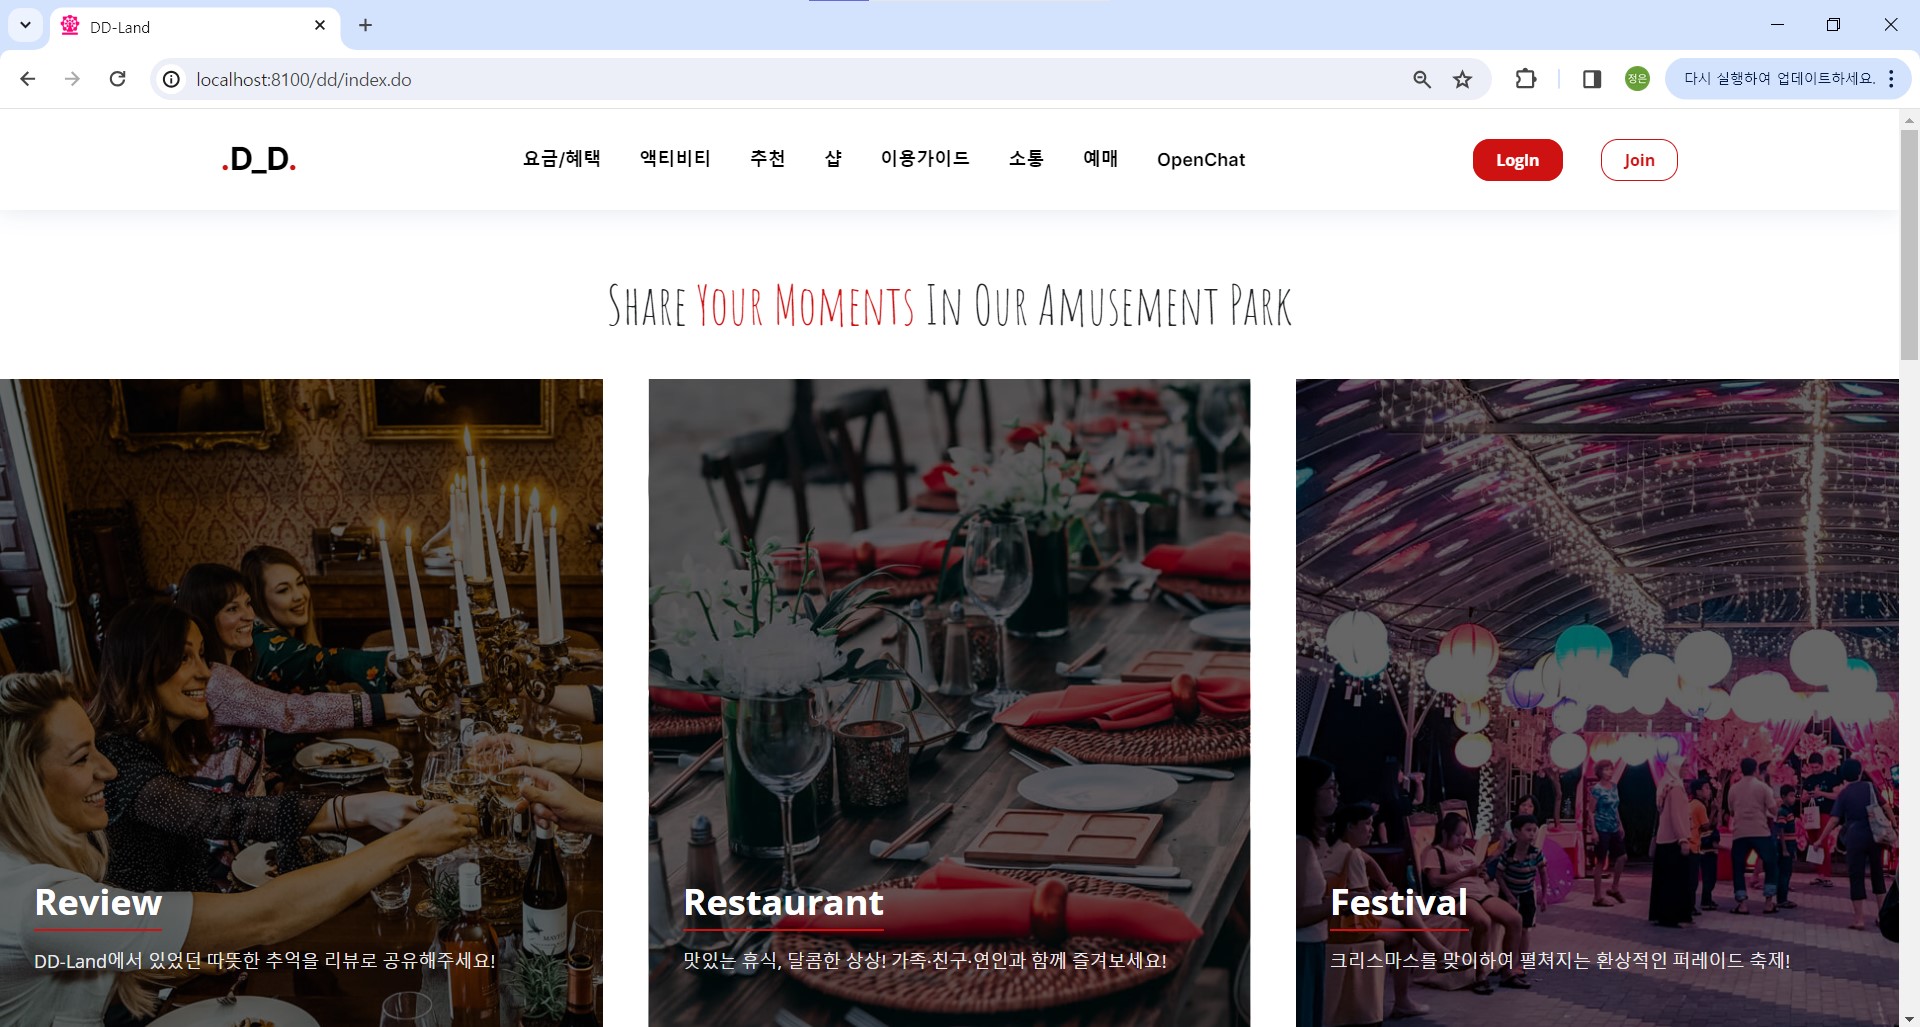 DD-Land
localhost:8100/dd/index.do
정은
다시 실행하여 업데이트하세요.
.D_D.
요금/혜택 액티비티 추천 샵 이용가이드 소통 예매 OpenChat
LogIn
Join
Share Your Moments In Our Amusement Park
Review
DD-Land에서 있었던 따뜻한 추억을 리뷰로 공유해주세요!
Restaurant
맛있는 휴식, 달콤한 상상! 가족·친구·연인과 함께 즐겨보세요!
Festival
크리스마스를 맞이하여 펼쳐지는 환상적인 퍼레이드 축제!